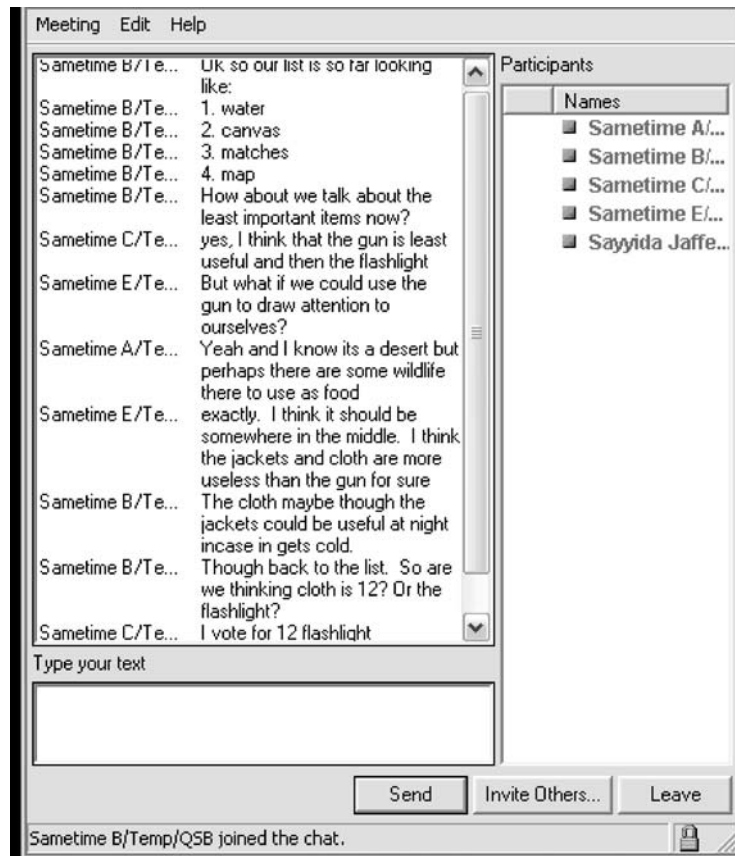 Meeting Edit Help
Sametime B/Te... Ok so our list is so far looking
like:
Sametime B/Te... 1. water
Sametime B/Te... 2. canvas
Sametime B/Te... 3. matches
Sametime B/Te... 4. map
Sametime B/Te... How about we talk about the
least important items now?
Sametime C/Te... yes, I think that the gun is least
useful and then the flashlight
Sametime E/Te... But what if we could use the
gun to draw attention to
ourselves?
Sametime A/Te... Yeah and I know its a desert but
perhaps there are some wildlife
there to use as food
Sametime E/Te... exactly. I think it should be
somewhere in the middle. I think
the jackets and cloth are more
useless than the gun for sure
Sametime B/Te... The cloth maybe though the
jackets could be useful at night
incase in gets cold.
Sametime B/Te... Though back to the list. So are
we thinking cloth is 12? Or the
flashlight?
Sametime C/Te... I vote for 12 flashlight
Participants
Names
Sametime A/...
Sametime B/...
Sametime C/...
Sametime E/...
Sayyida Jaffe...
Type your text
Send
Invite Others...
Leave
Sametime B/Temp/QSB joined the chat.